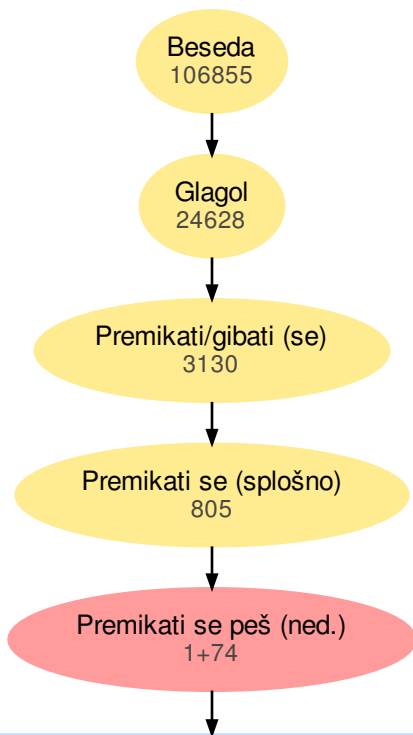 Beseda
106855
Glagol
24628
Premikati/gibati (se)
3130
Premikati se (splošno)
805
Premikati se peš (ned.)
1+74